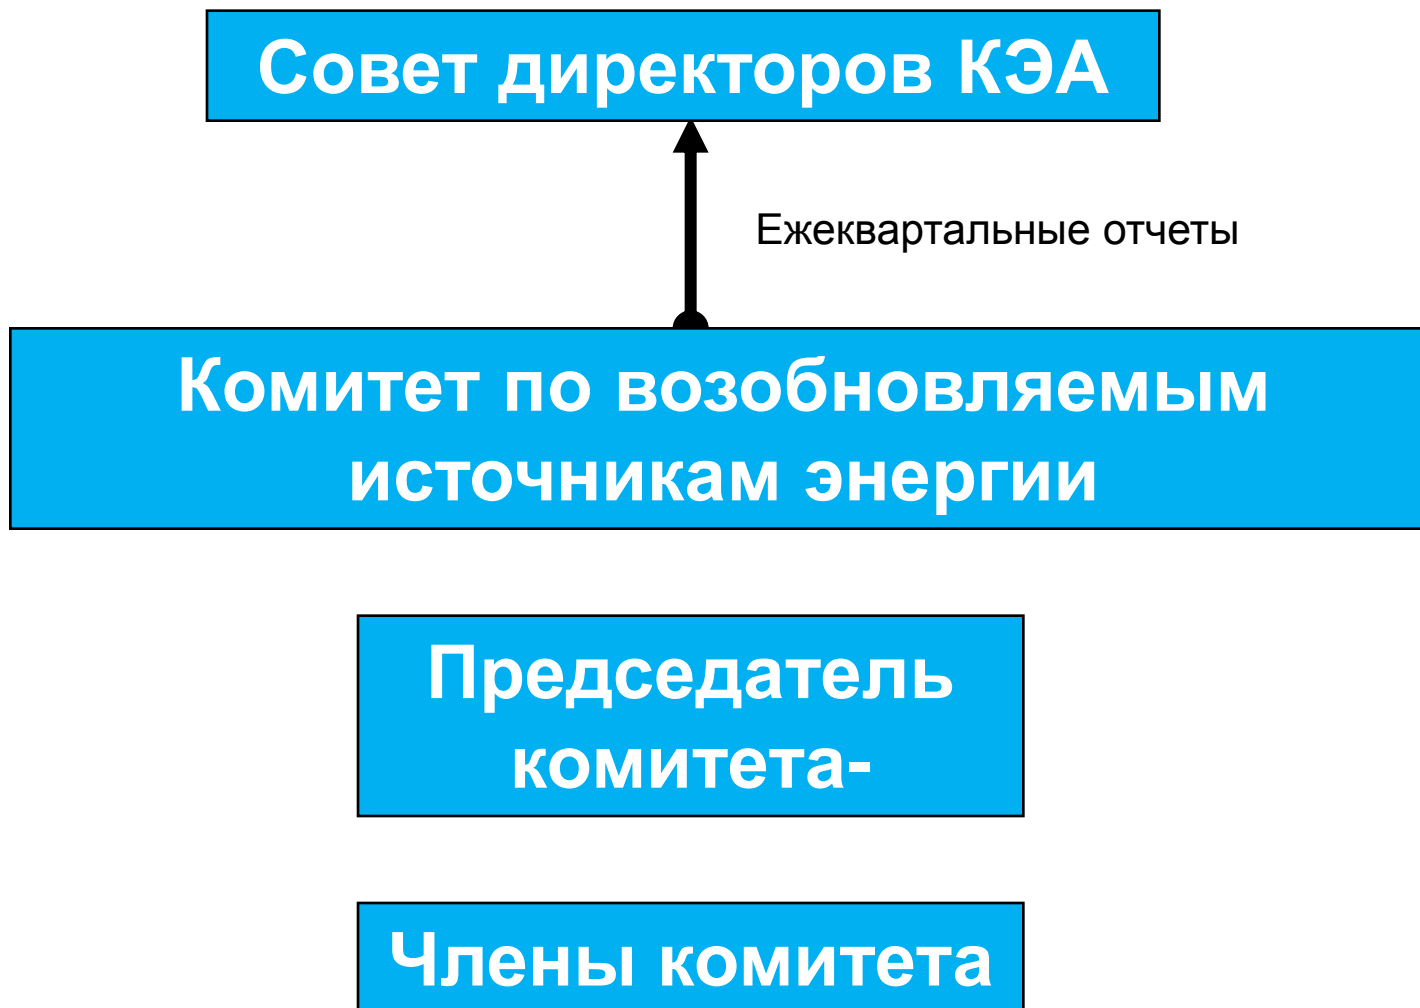 Совет директоров КЭА
Ежеквартальные отчеты
Комитет по возобновляемым
источникам энергии
Председатель
комитета-
Члены комитета